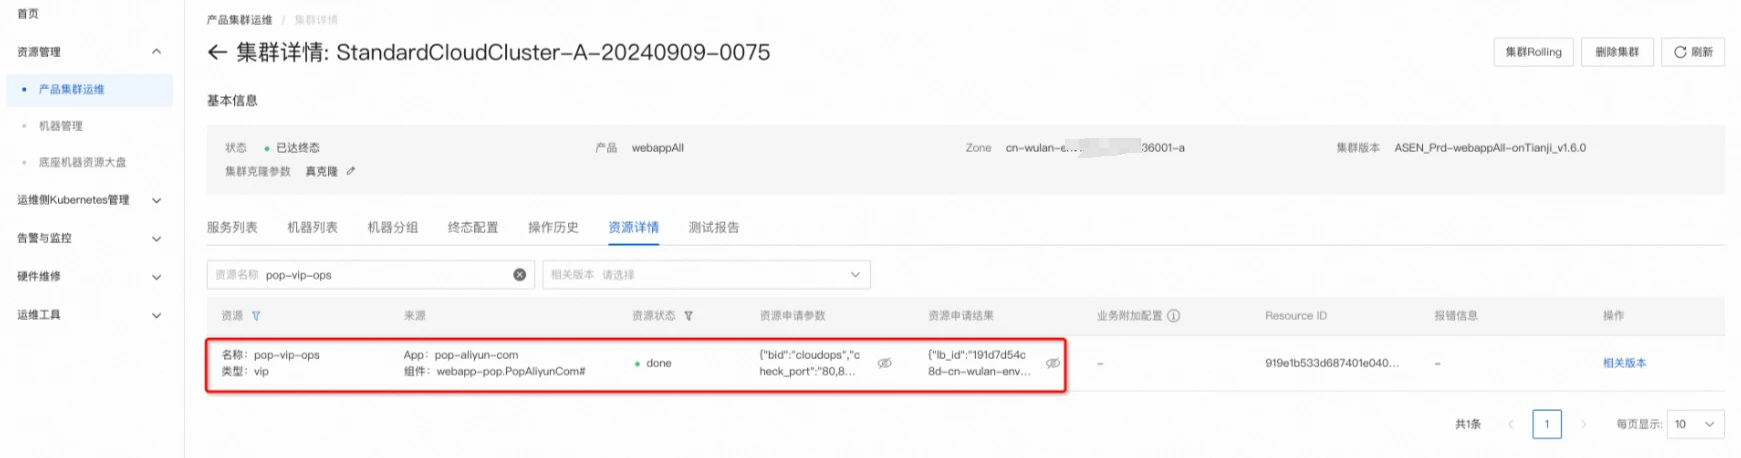 首页
资源管理
产品集群运维
机器管理
底座机器资源大盘
运维侧Kubernetes管理
告警与监控
硬件维修
运维工具
产品集群运维 / 集群详情
← 集群详情: StandardCloudCluster-A-20240909-0075
集群Rolling 删除集群 刷新
基本信息
状态 已达终态 产品 webappAll Zone cn-wulan-e 36001-a 集群版本 ASEN_Prd-webappAll-onTianji_v1.6.0
集群克隆参数 真克隆
服务列表 机器列表 机器分组 终态配置 操作历史 资源详情 测试报告
资源名称 pop-vip-ops 相关版本 请选择
资源 来源 资源状态 资源申请参数 资源申请结果 业务附加配置 Resource ID 报错信息 操作
名称: pop-vip-ops App: pop-aliyun-com {"bid":"cloudops","c {"lb_id":"191d7d54c
done – 919e1b533d687401e040... – 相关版本
类型: vip 组件: webapp-pop.PopAliyunCom# heck_port":"80,8... 8d-cn-wulan-env...
共1条 < 1 > 每页显示: 10